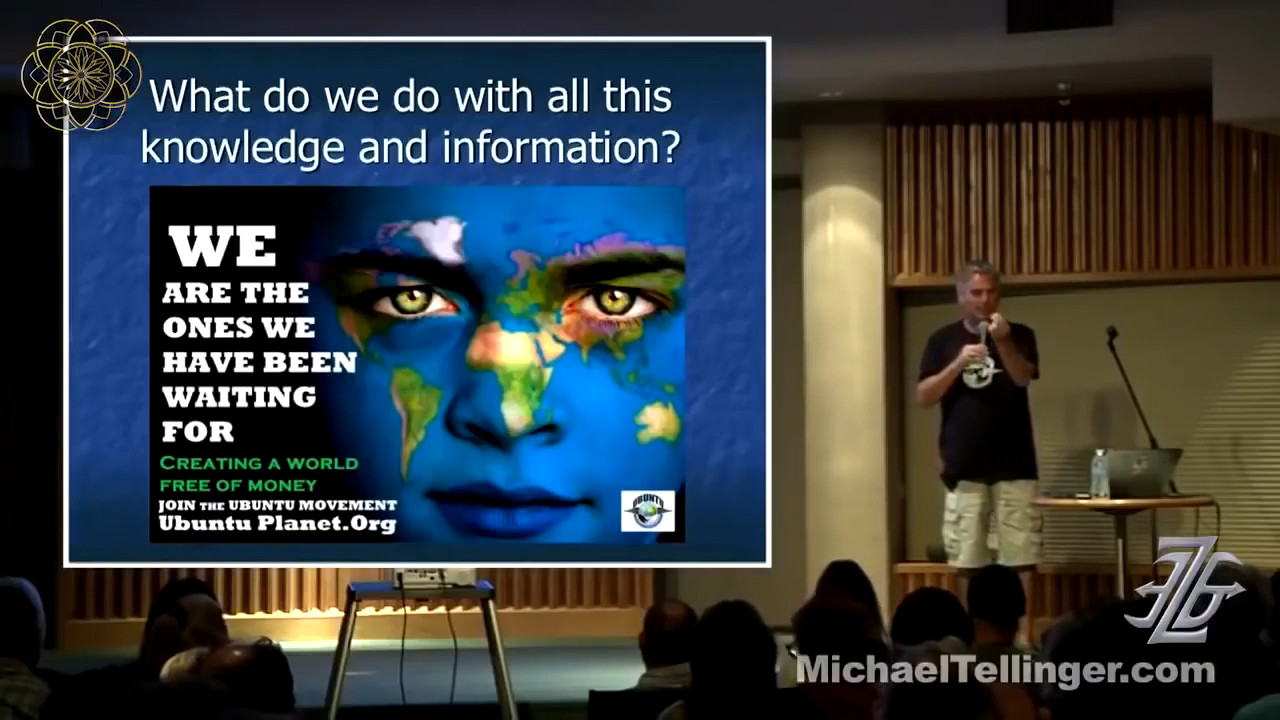 What do we do with all this
knowledge and information?
WE
ARE THE
ONES WE
HAVE BEEN
WAITING
FOR
CREATING A WORLD
FREE OF MONEY
JOIN THE UBUNTU MOVEMENT
Ubuntu Planet.Org
UBUNTU
MichaelTellinger.com